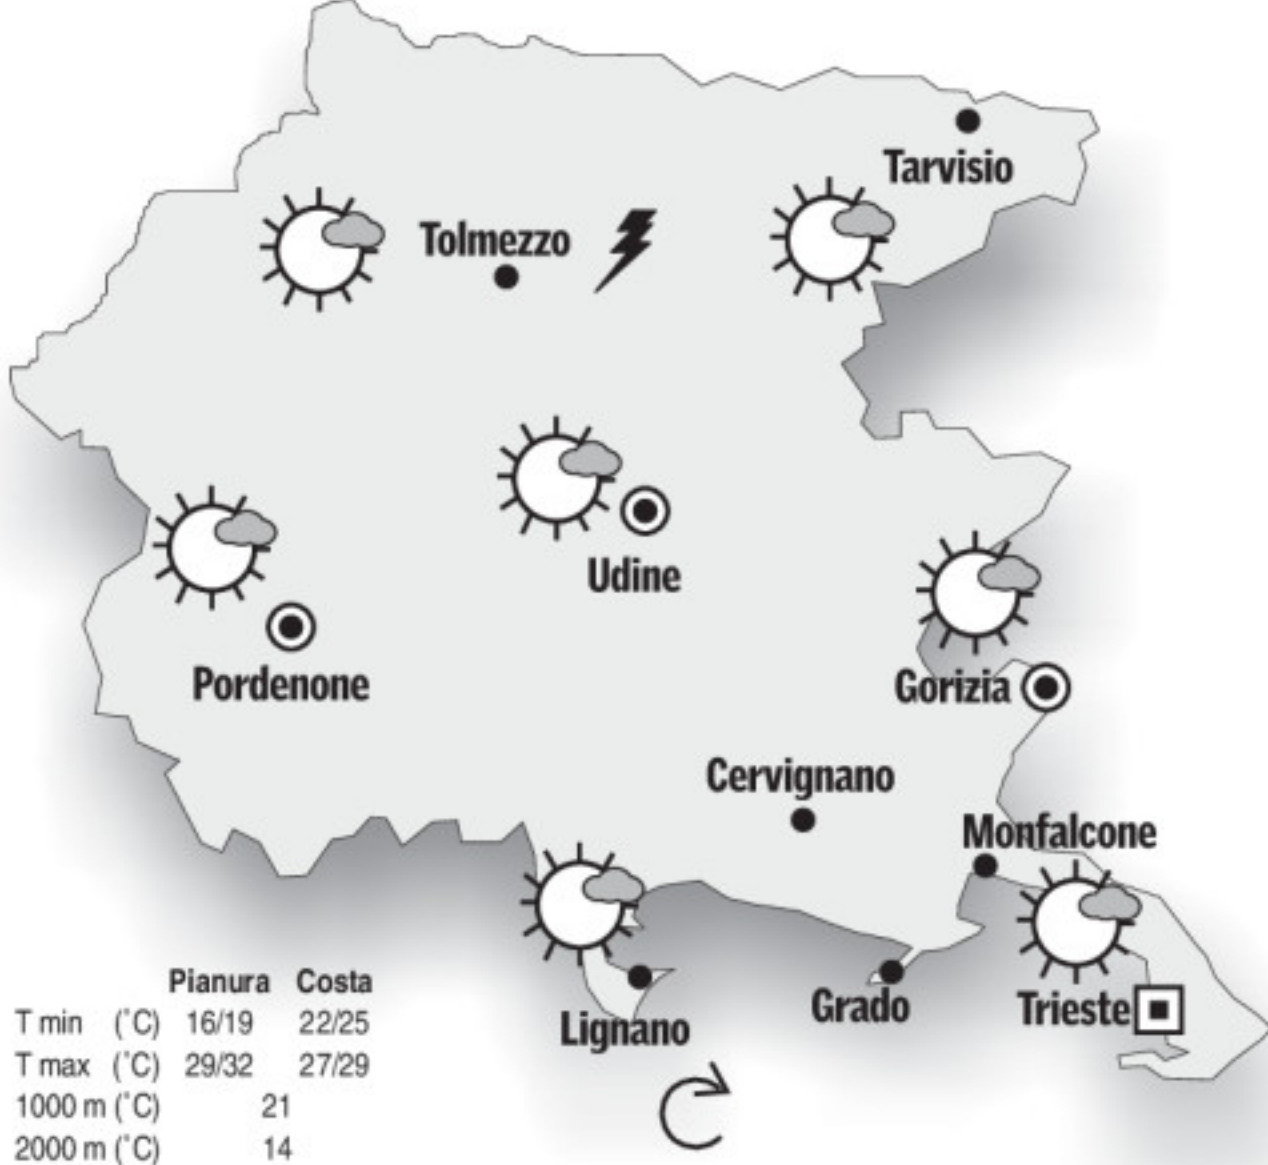 Tarvisio
Tolmezzo
Udine
Pordenone
Gorizia
Cervignano
Monfalcone
Grado
Trieste
Lignano
Pianura Costa
T min (°C) 16/19 22/25
T max (°C) 29/32 27/29
1000 m (°C) 21
2000 m (°C) 14